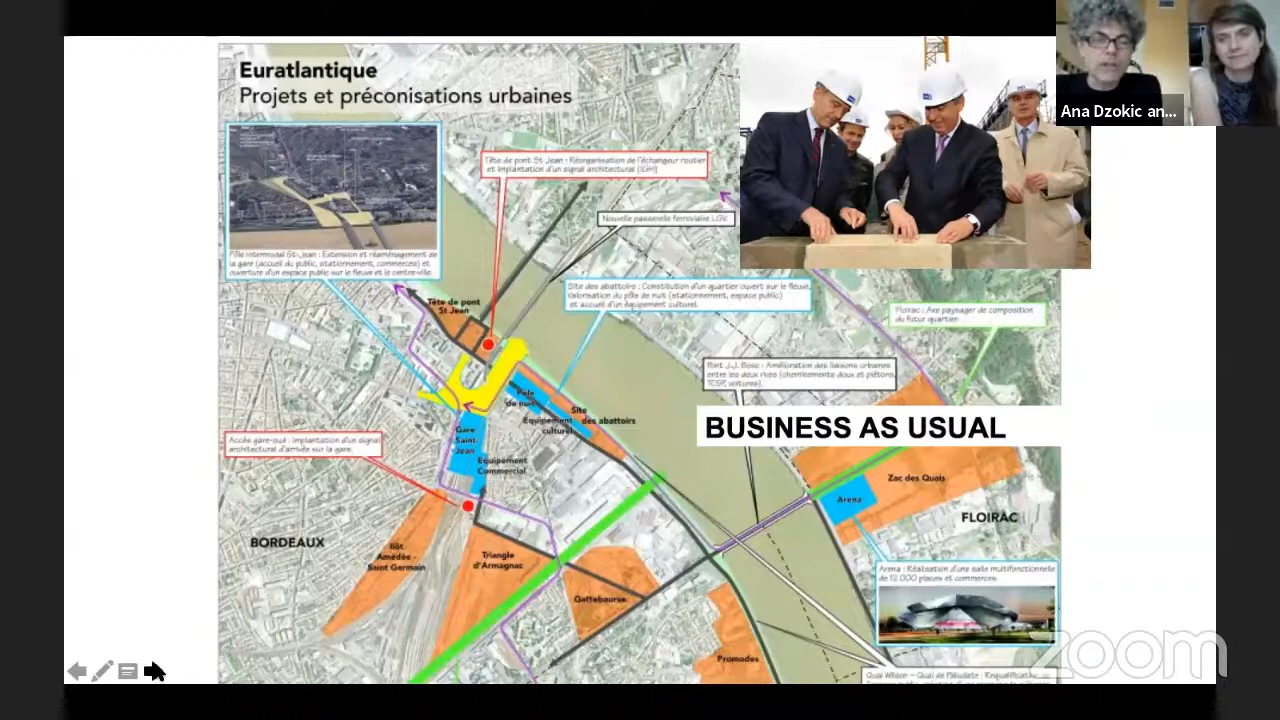 Euratlantique
Projets et préconisations urbaines
Ana Dzokic an...
Tête de pont St Jean : Réorganisation de l'échangeur routier
et implantation d'un signal architectural (IGH)
Nouvelle passerelle ferroviaire LGV.
Pôle intermodal St-Jean : Extension et réaménagement de
la gare (accueil du public, stationnement, commerces) et
ouverture d'un espace public sur le fleuve et le centre-ville.
Site des abattoirs : Constitution d'un quartier ouvert sur le fleuve,
valorisation du pôle de nuit (stationnement, espace public)
et accueil d'un équipement culturel.
Tête de pont
St Jean
Floirac : Axe paysager de composition
du futur quartier.
Pont J.J. Bosc : Amélioration des liaisons urbaines
entre les deux rives (cheminements doux et piétons,
TCSP, voitures).
Pôle
de nuit
Site
des abattoirs
Equipement
culturel
BUSINESS AS USUAL
Accès gare-sud : Implantation d'un signal
architectural d'arrivée sur la gare.
Gare
Saint-
Jean
Equipement
Commercial
Zac des Quais
Arena
FLOIRAC
BORDEAUX
Ilôt
Amédée -
Saint Germain
Triangle
d'Armagnac
Gattebourse
Arena : Réalisation d'une salle multifonctionnelle
de 12 000 places et commerces
Promodes
Quai Wilson - Quai de Paludate : Requalification
zoom